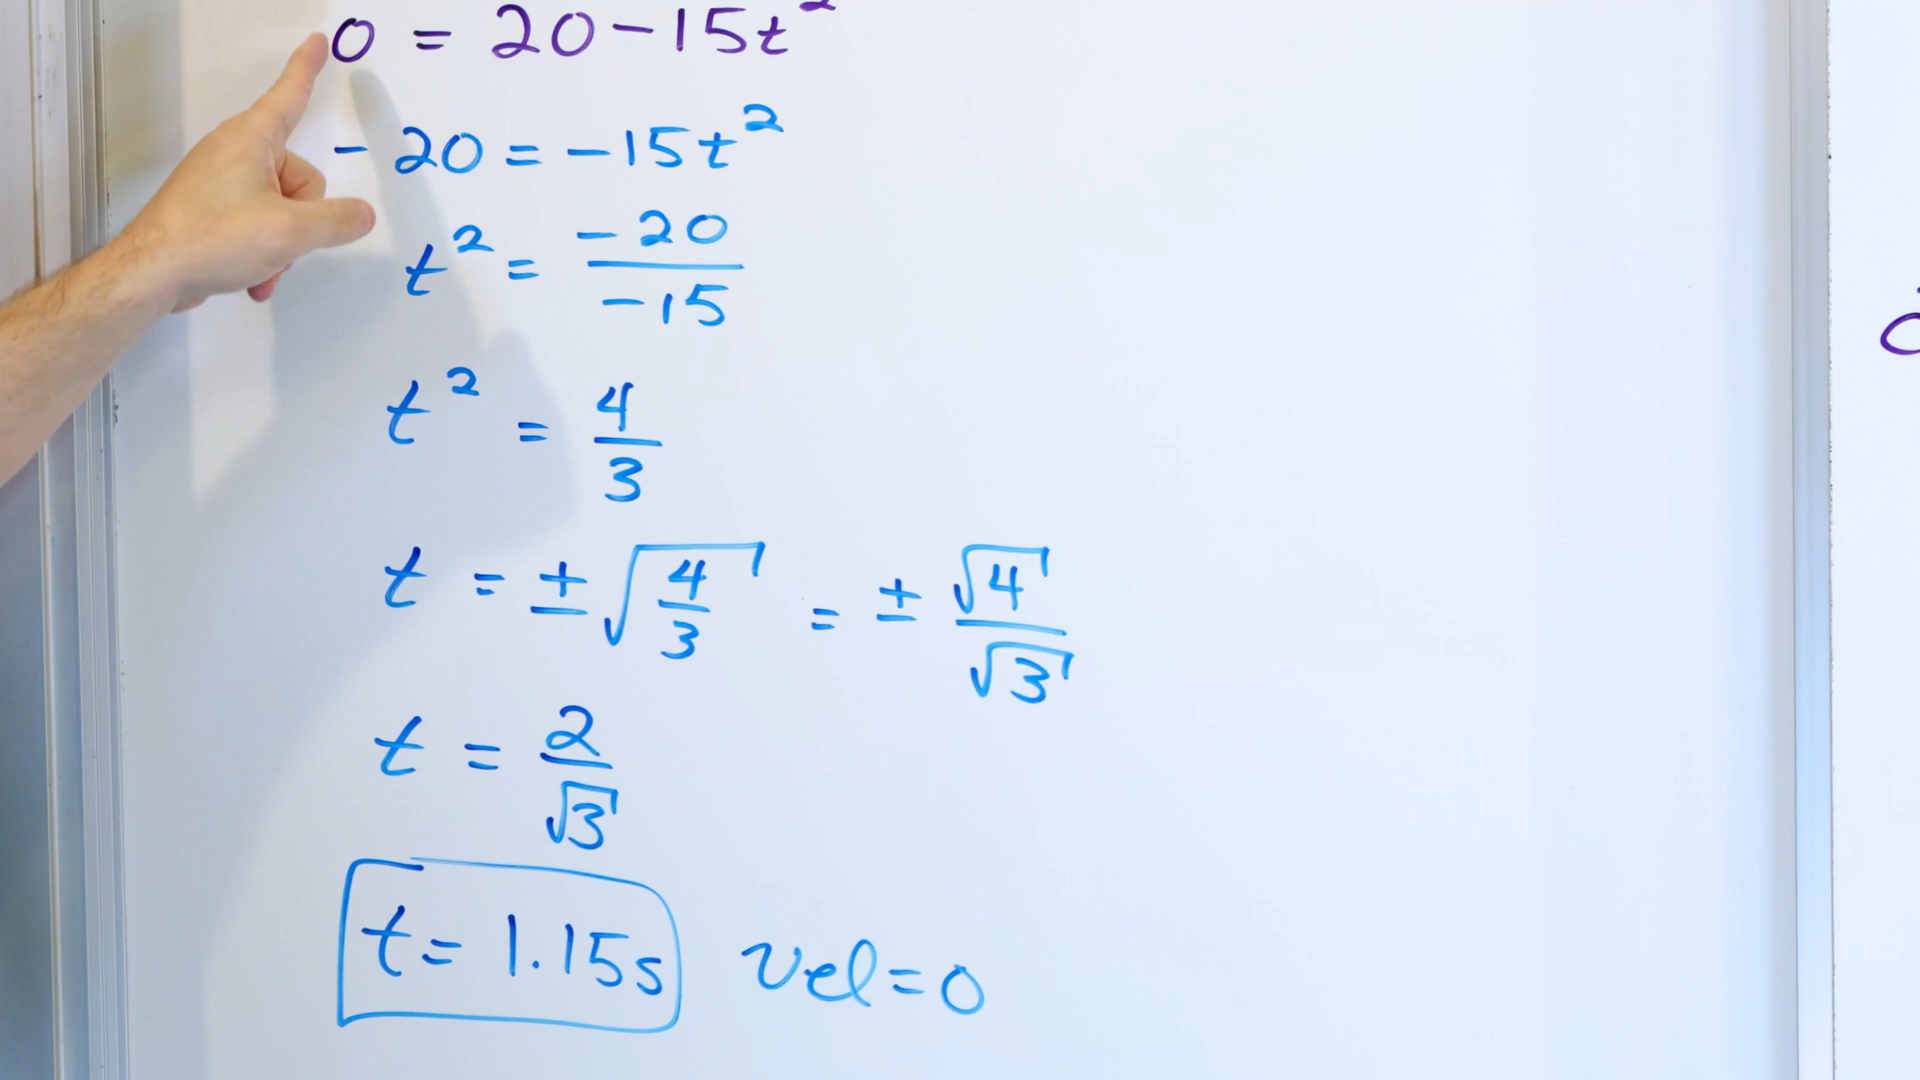 0 = 20 - 15t²
- 20 = -15t²
t² = -20/-15
t² = 4/3
t = ±√(4/3) = ±√4/√3
t = 2/√3
t = 1.15s vel = 0